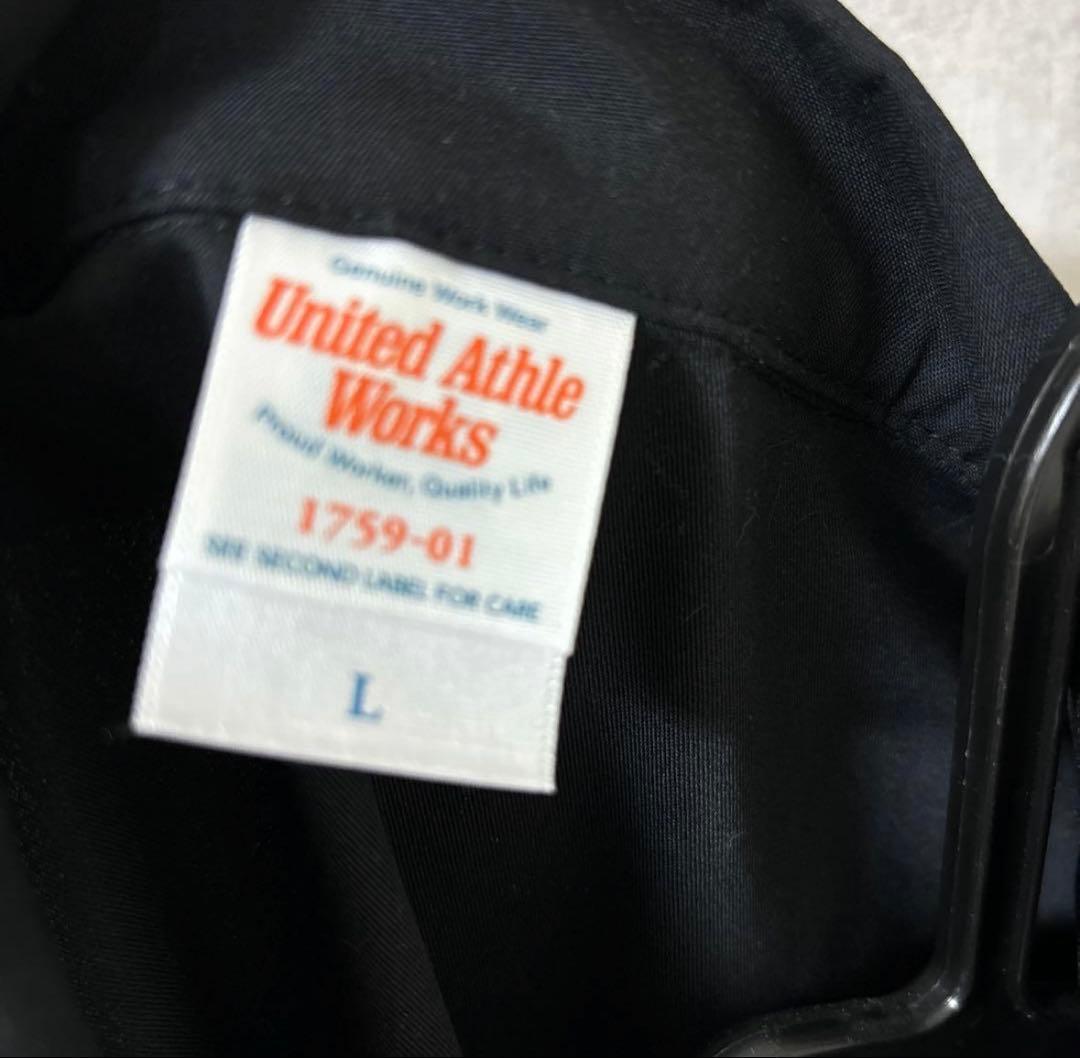 Genuine Work Wear
United Athle
Works
Proud Worker, Quality Life
1759-01
SEE SECOND LABEL FOR CARE
L